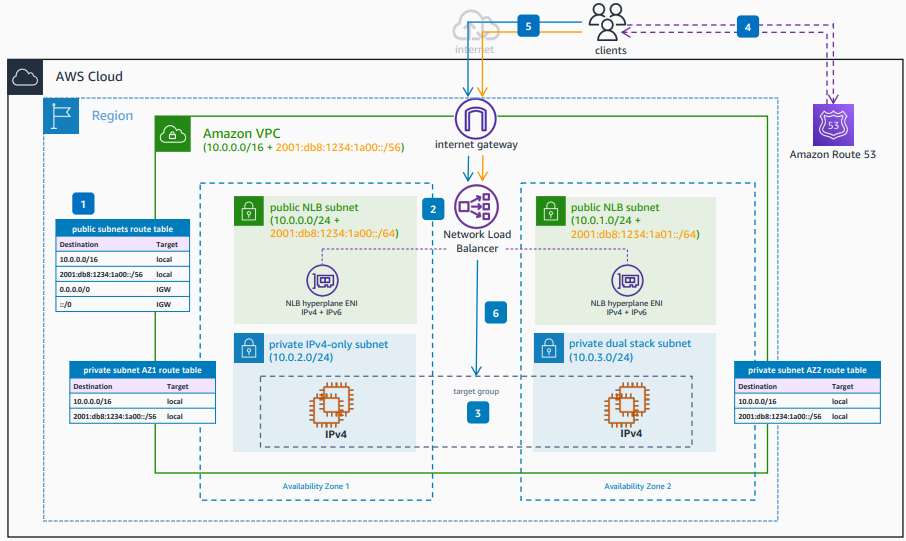 5
4
internet
clients
AWS Cloud
53
Amazon Route 53
Region
Amazon VPC
(10.0.0.0/16 + 2001:db8:1234:1a00::/56)
internet gateway
1
public subnets route table
Destination Target
10.0.0.0/16 local
2001:db8:1234:1a00::/56 local
0.0.0.0/0 IGW
::/0 IGW
public NLB subnet
(10.0.0.0/24 +
2001:db8:1234:1a00::/64)
2
Network Load
Balancer
public NLB subnet
(10.0.1.0/24 +
2001:db8:1234:1a01::/64)
NLB hyperplane ENI
IPv4 + IPv6
NLB hyperplane ENI
IPv4 + IPv6
6
private IPv4-only subnet
(10.0.2.0/24)
private dual stack subnet
(10.0.3.0/24)
private subnet AZ1 route table
Destination Target
10.0.0.0/16 local
2001:db8:1234:1a00::/56 local
target group
3
IPv4
IPv4
private subnet AZ2 route table
Destination Target
10.0.0.0/16 local
2001:db8:1234:1a00::/56 local
Availability Zone 1
Availability Zone 2